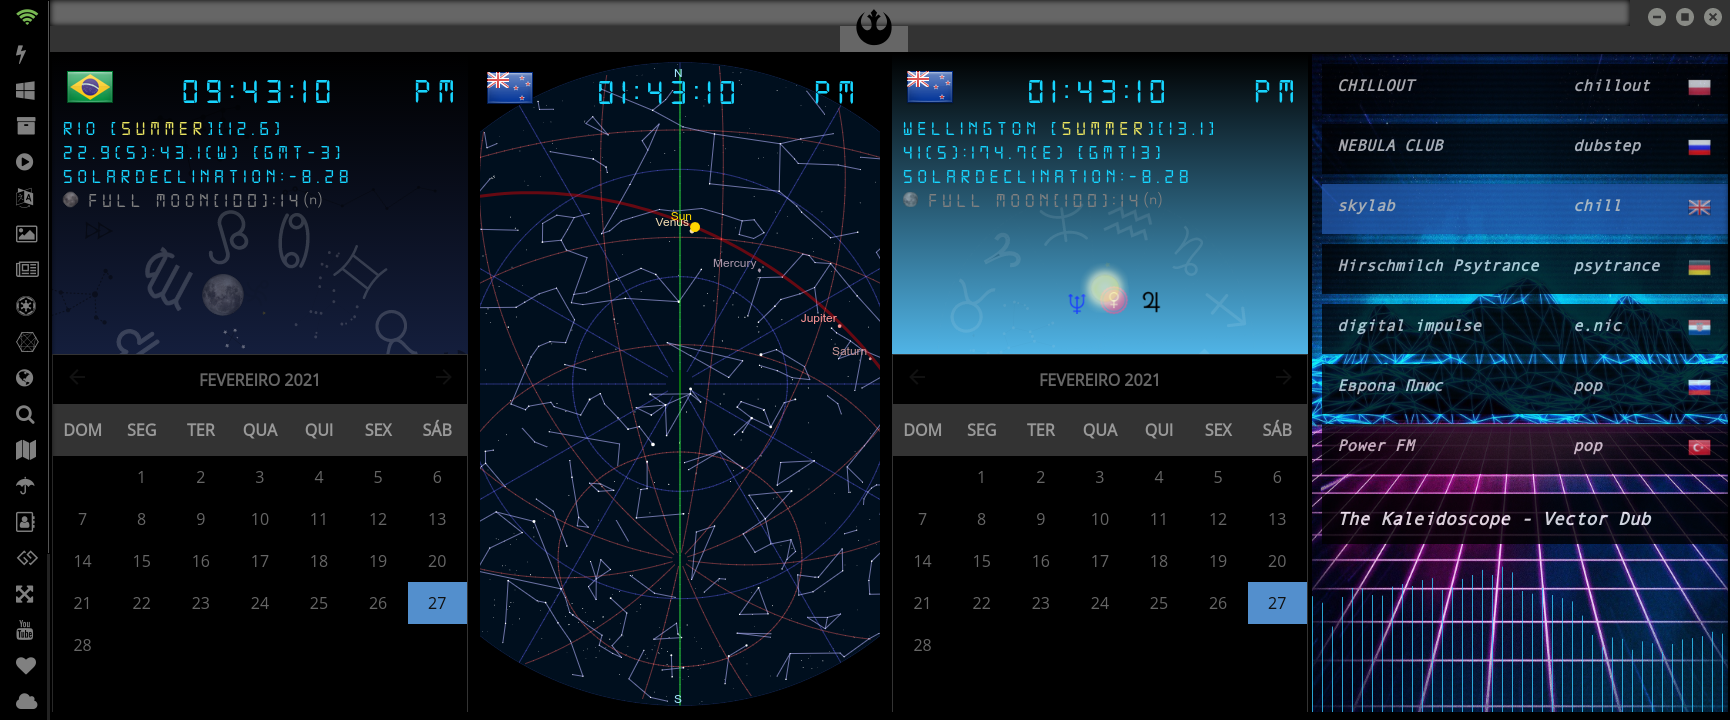 09:43:10 PM
RIO [SUMMER][12.6]
22.9(S):43.1(W) [GMT-3]
SOLARDECLINATION:-8.28
FULL MOON[100]:14(n)
FEVEREIRO 2021
DOM SEG TER QUA QUI SEX SÁB
1 2 3 4 5 6
7 8 9 10 11 12 13
14 15 16 17 18 19 20
21 22 23 24 25 26 27
28
N
01:43:10 PM
Sun
Venus
Mercury
Jupiter
Saturn
S
01:43:10 PM
WELLINGTON [SUMMER][13.1]
41(S):174.7(E) [GMT13]
SOLARDECLINATION:-8.28
FULL MOON[100]:14(n)
FEVEREIRO 2021
DOM SEG TER QUA QUI SEX SÁB
1 2 3 4 5 6
7 8 9 10 11 12 13
14 15 16 17 18 19 20
21 22 23 24 25 26 27
28
CHILLOUT chillout
NEBULA CLUB dubstep
skylab chill
Hirschmilch Psytrance psytrance
digital impulse e.nic
Европа Плюс pop
Power FM pop
The Kaleidoscope - Vector Dub
You
Tube